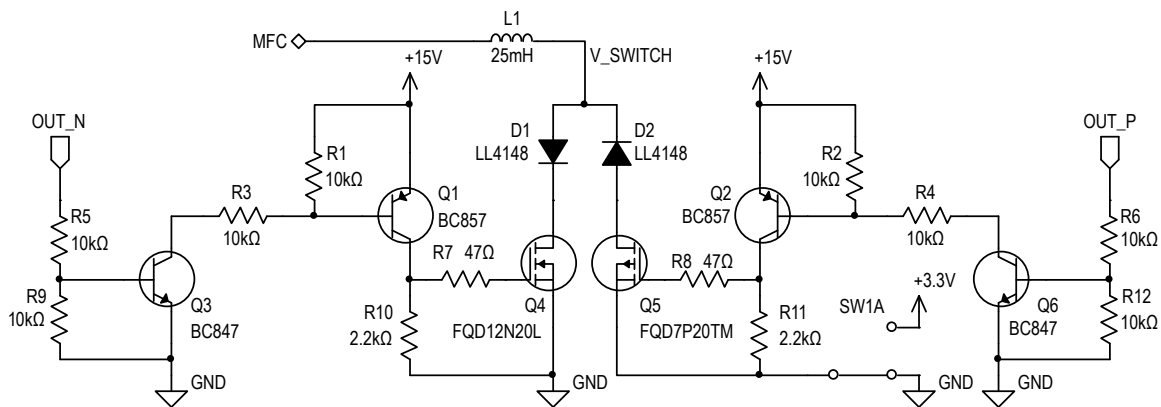 L1
MFC
25mH
V_SWITCH
+15V
+15V
OUT_N
OUT_P
D1
LL4148
D2
LL4148
R1
10kΩ
R2
10kΩ
R3
10kΩ
Q1
BC857
Q2
BC857
R4
10kΩ
R5
10kΩ
R6
10kΩ
R7 47Ω
R8 47Ω
R9
10kΩ
Q3
BC847
R10
2.2kΩ
Q4
FQD12N20L
Q5
FQD7P20TM
R11
2.2kΩ
SW1A
+3.3V
Q6
BC847
R12
10kΩ
GND
GND
GND
GND